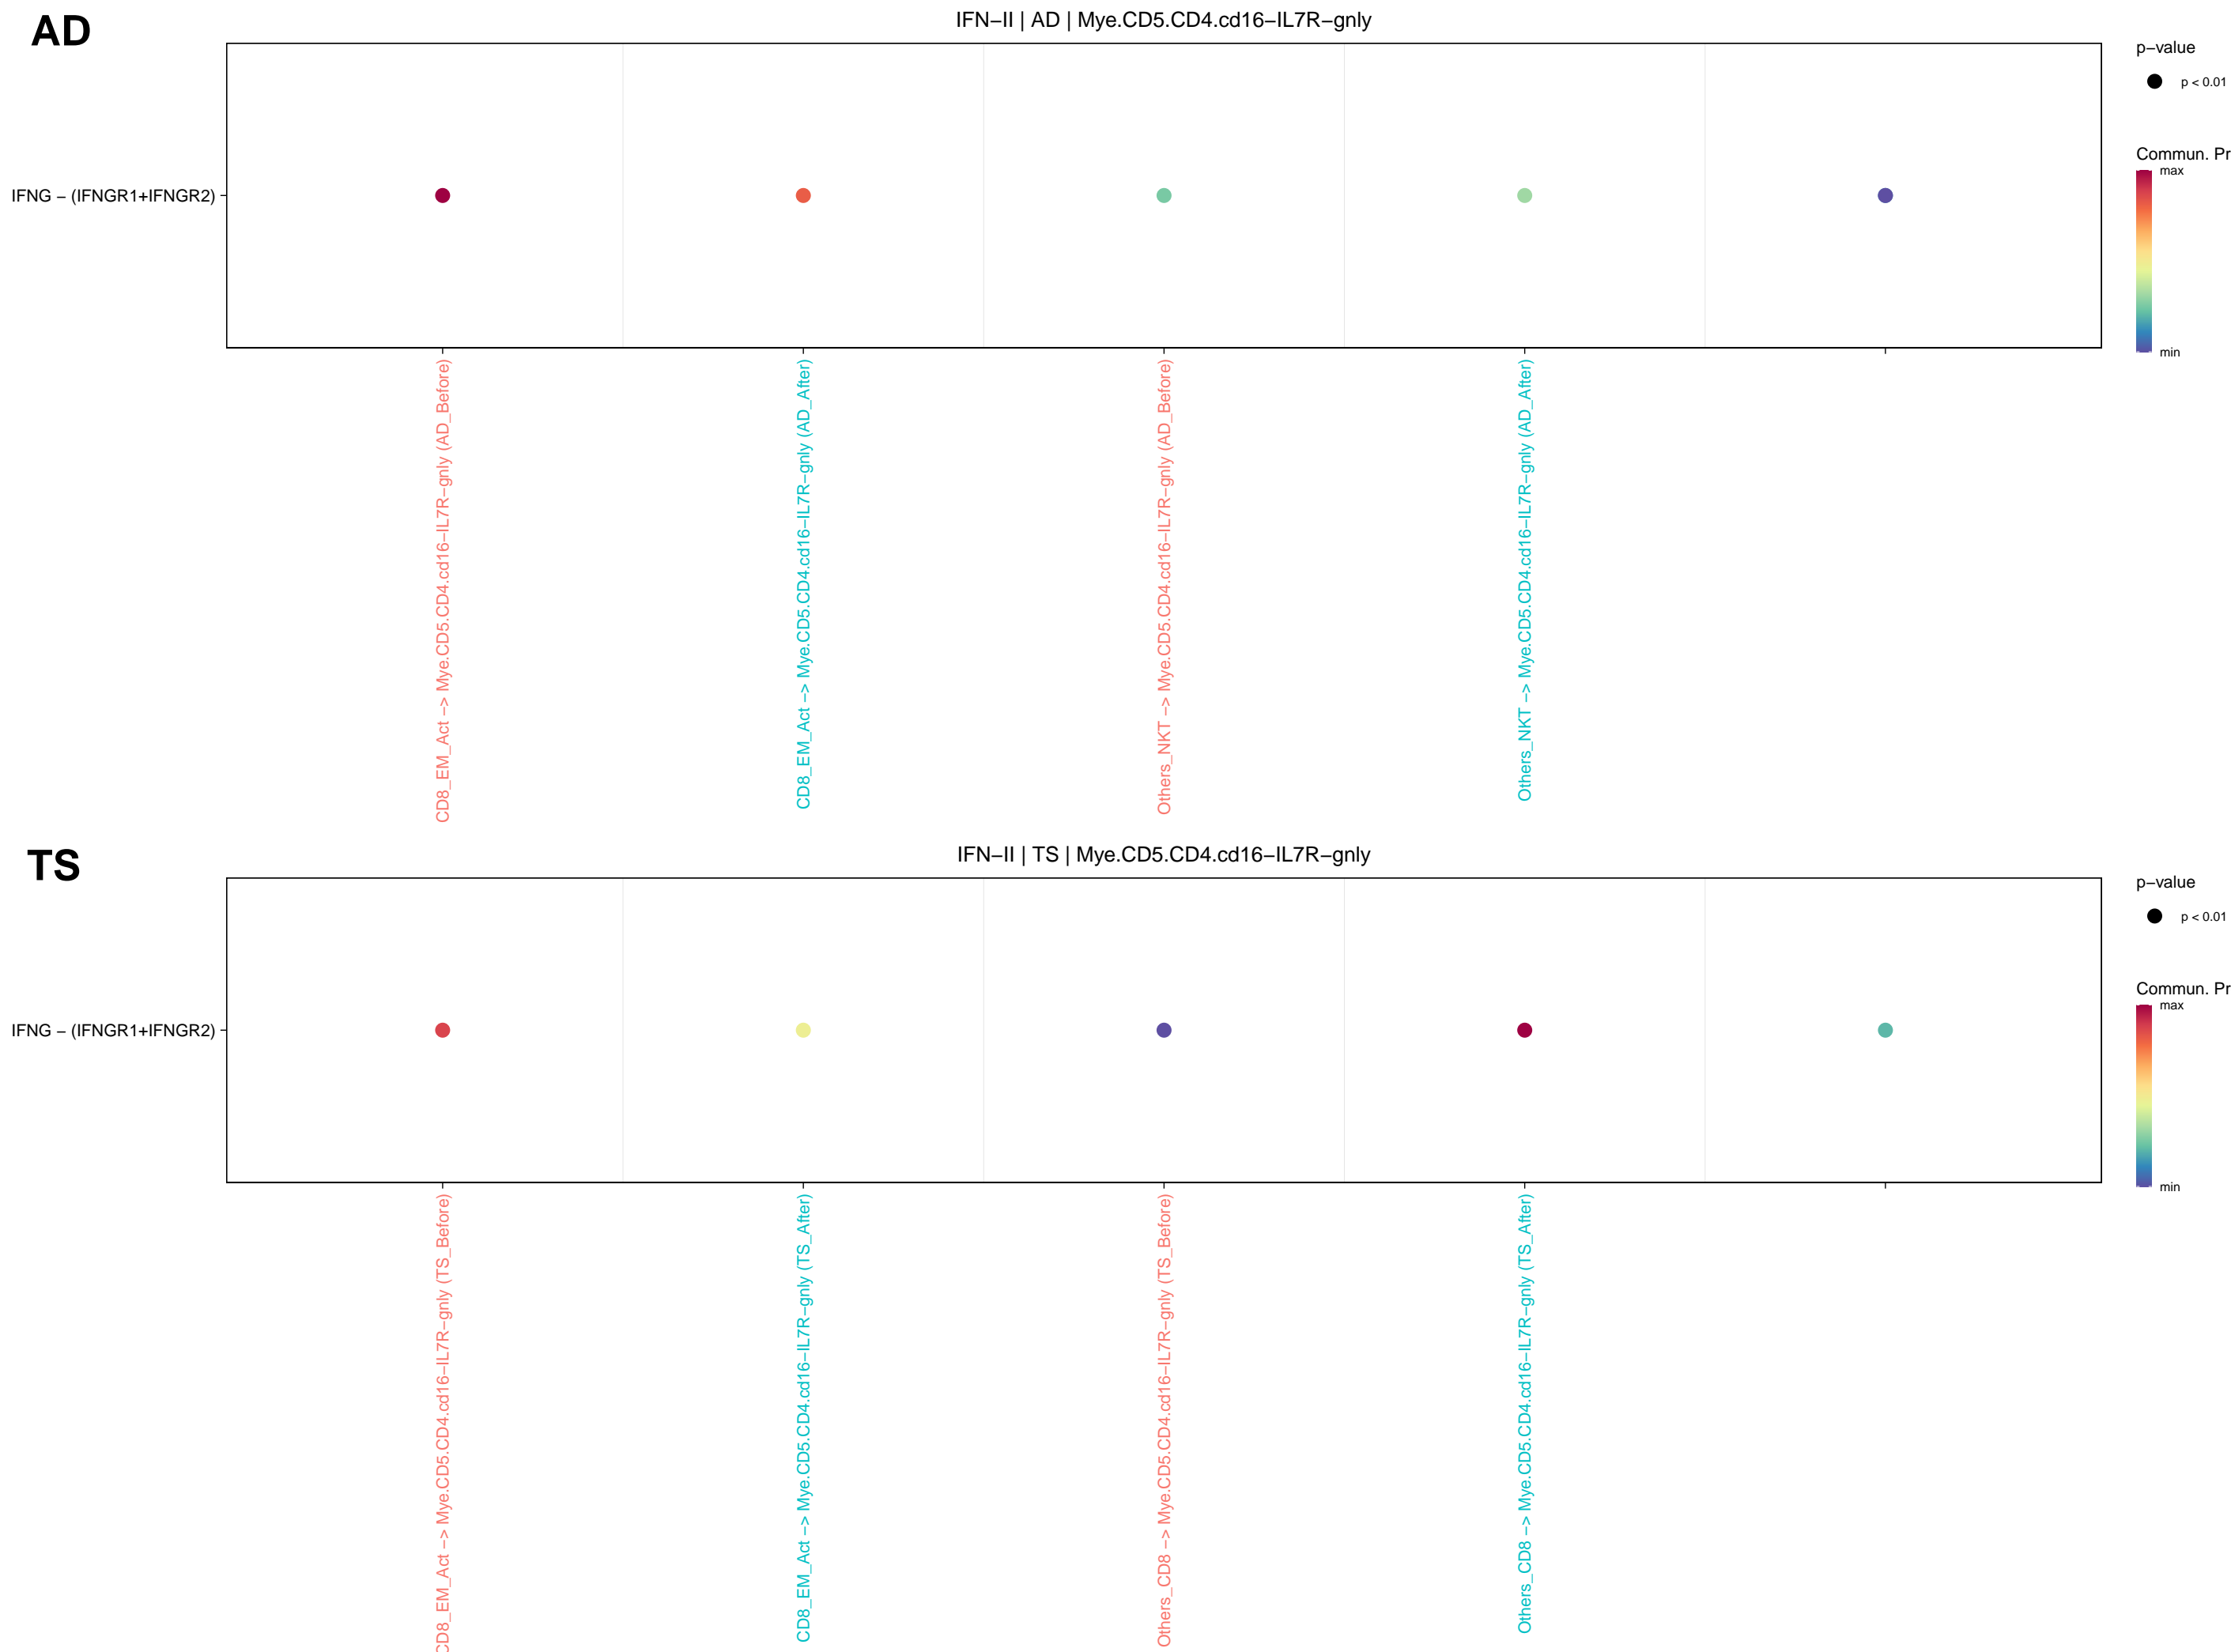 AD
IFN−II | AD | Mye.CD5.CD4.cd16−IL7R−gnly
p−value
p < 0.01
Commun. Pr
max
min
IFNG − (IFNGR1+IFNGR2)
CD8_EM_Act −> Mye.CD5.CD4.cd16−IL7R−gnly (AD_Before)
CD8_EM_Act −> Mye.CD5.CD4.cd16−IL7R−gnly (AD_After)
Others_NKT −> Mye.CD5.CD4.cd16−IL7R−gnly (AD_Before)
Others_NKT −> Mye.CD5.CD4.cd16−IL7R−gnly (AD_After)
TS
IFN−II | TS | Mye.CD5.CD4.cd16−IL7R−gnly
p−value
p < 0.01
Commun. Pr
max
min
IFNG − (IFNGR1+IFNGR2)
CD8_EM_Act −> Mye.CD5.CD4.cd16−IL7R−gnly (TS_Before)
CD8_EM_Act −> Mye.CD5.CD4.cd16−IL7R−gnly (TS_After)
Others_CD8 −> Mye.CD5.CD4.cd16−IL7R−gnly (TS_Before)
Others_CD8 −> Mye.CD5.CD4.cd16−IL7R−gnly (TS_After)